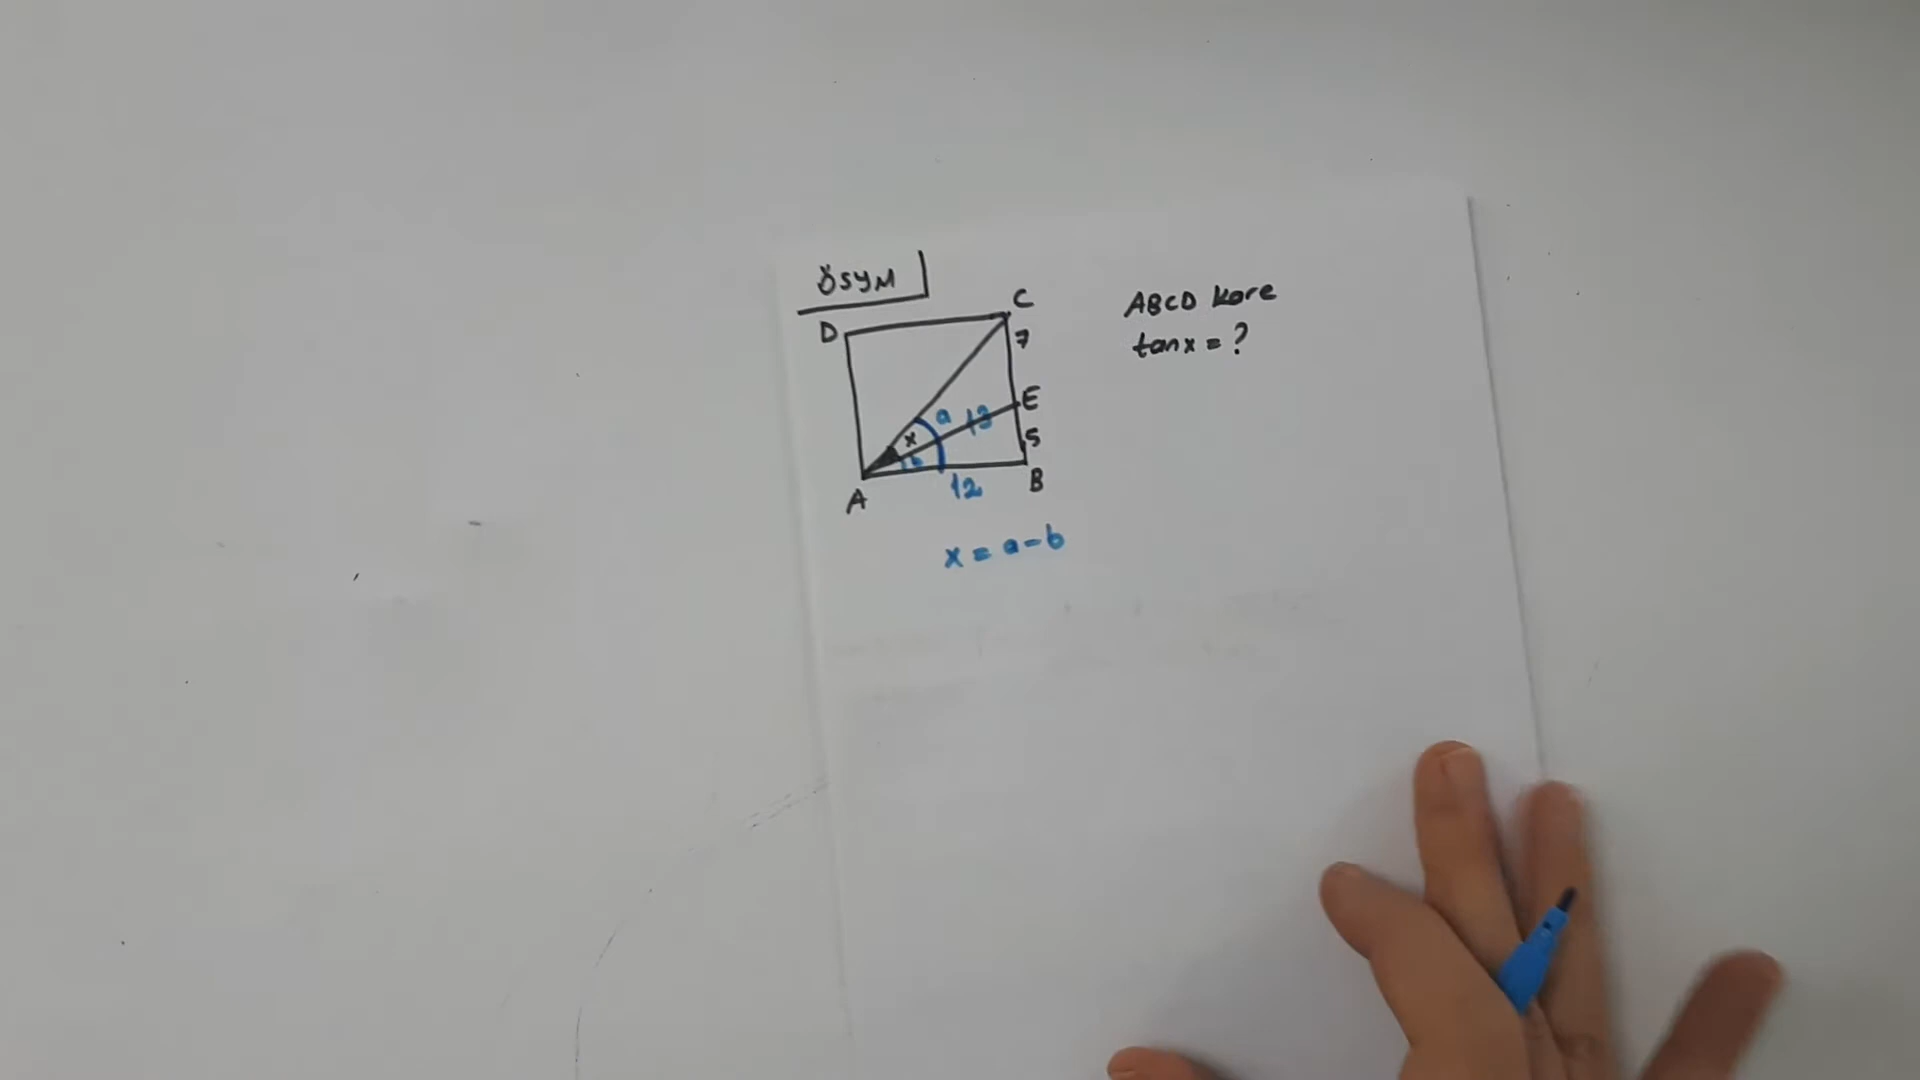 ÖSYM
ABCD kare
tanx = ?
D
C
7
E
a
13
x
b
5
A
12
B
x = a-b